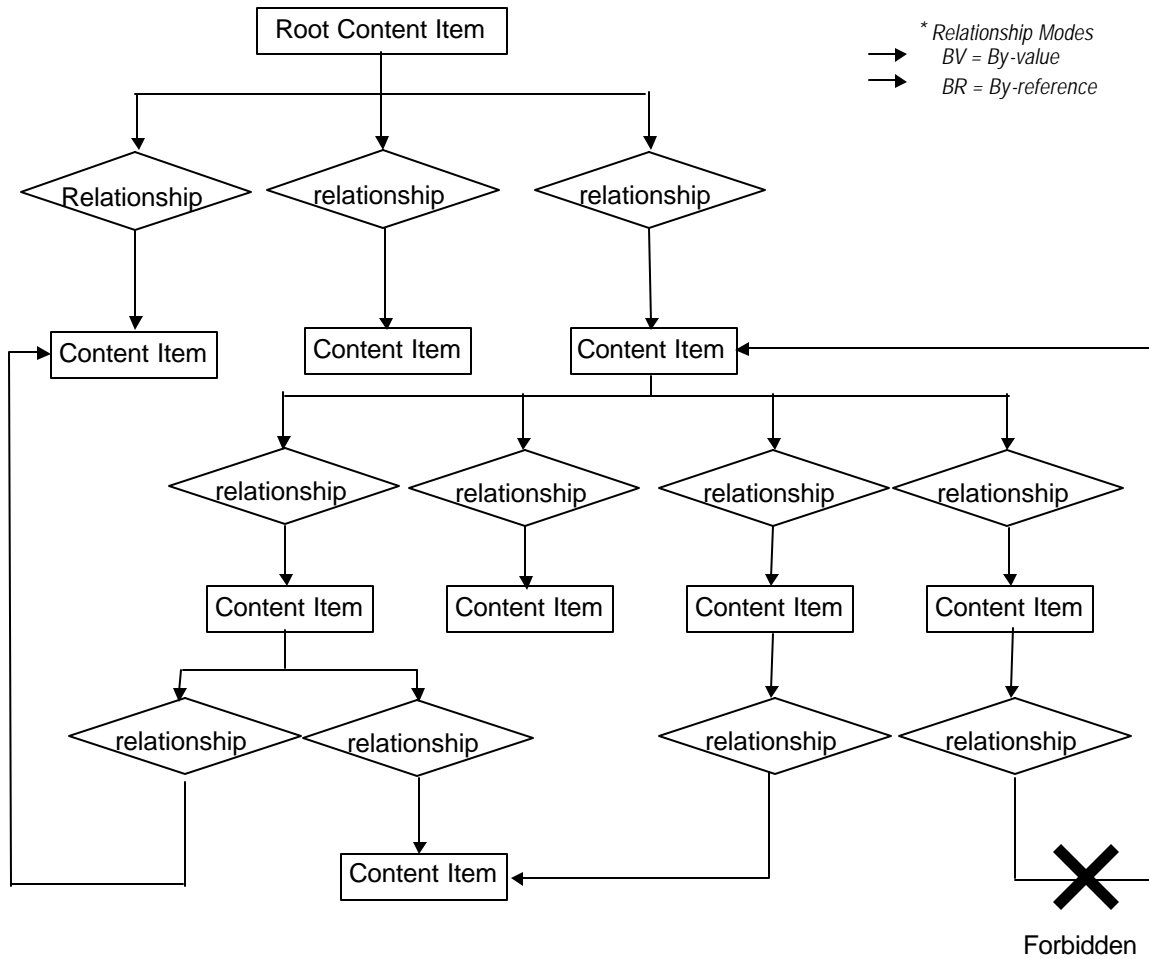 Root Content Item
* Relationship Modes
BV = By-value
BR = By-reference
Relationship
relationship
relationship
Content Item
Content Item
Content Item
relationship
relationship
relationship
relationship
Content Item
Content Item
Content Item
Content Item
relationship
relationship
relationship
relationship
Content Item
Forbidden